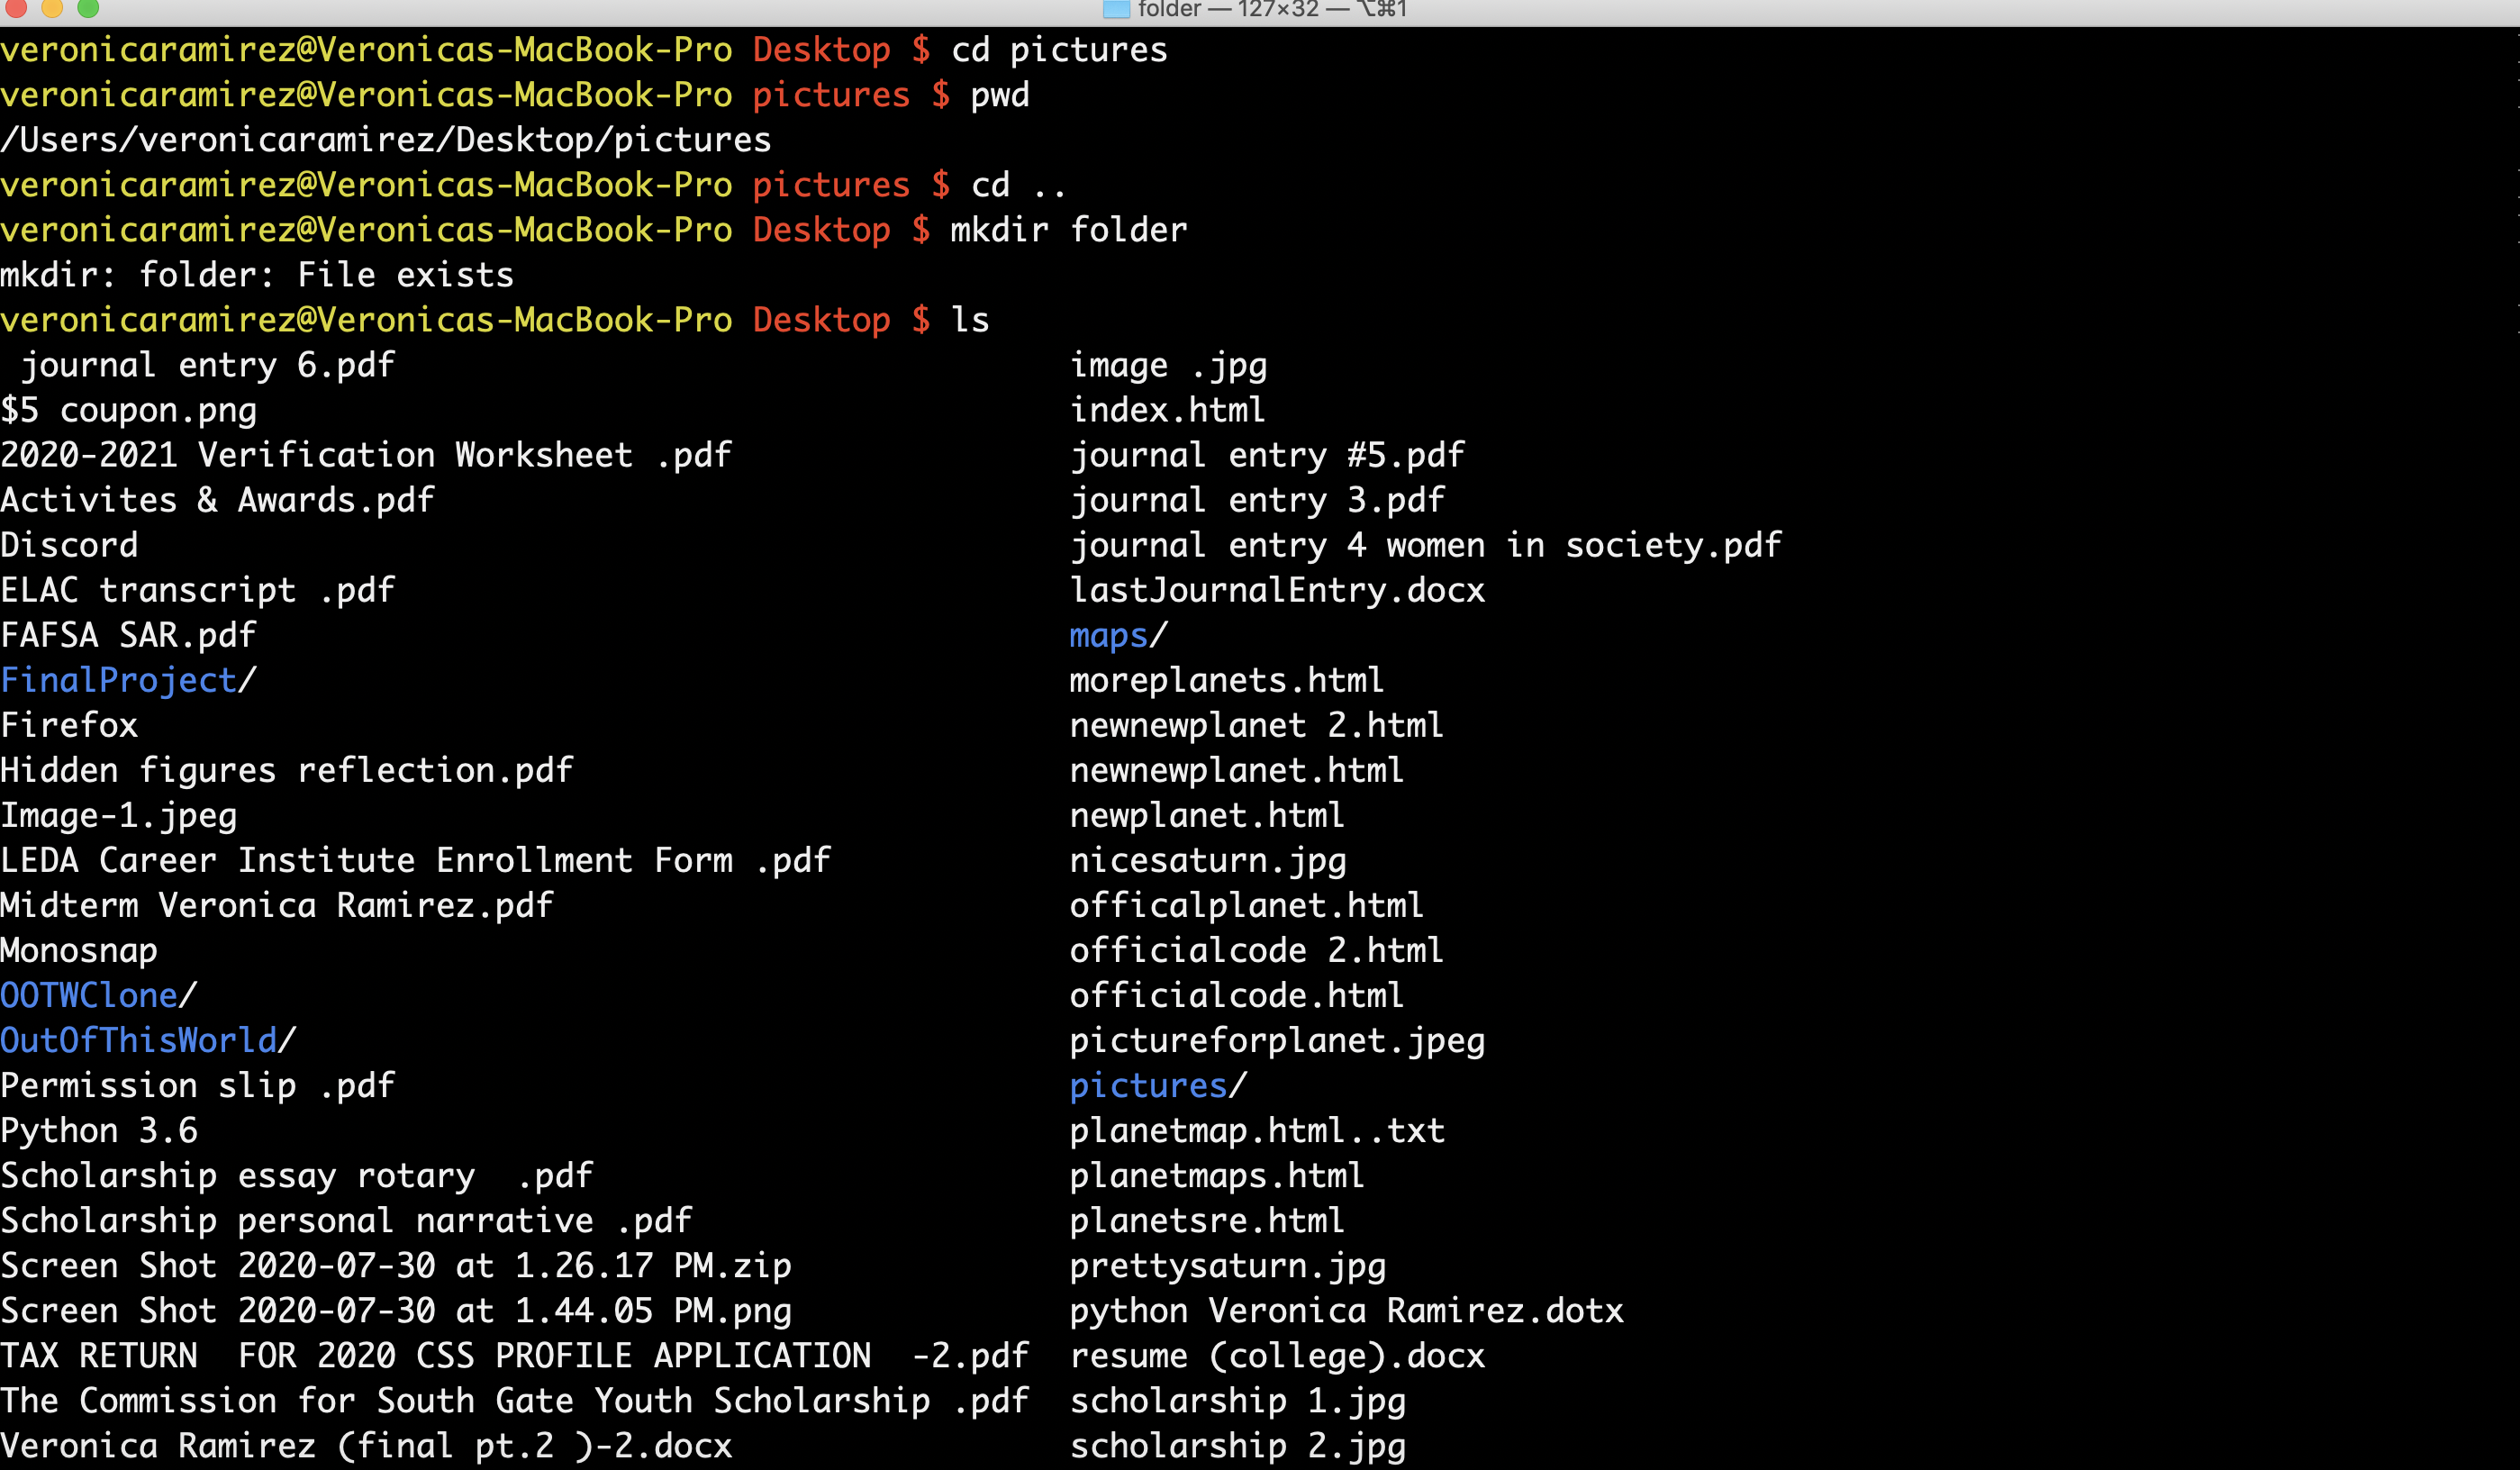 folder — 127×32 — ⌥⌘1
veronicaramirez@Veronicas-MacBook-Pro Desktop $ cd pictures
veronicaramirez@Veronicas-MacBook-Pro pictures $ pwd
/Users/veronicaramirez/Desktop/pictures
veronicaramirez@Veronicas-MacBook-Pro pictures $ cd ..
veronicaramirez@Veronicas-MacBook-Pro Desktop $ mkdir folder
mkdir: folder: File exists
veronicaramirez@Veronicas-MacBook-Pro Desktop $ ls
 journal entry 6.pdf                                  image .jpg
$5 coupon.png                                         index.html
2020-2021 Verification Worksheet .pdf                 journal entry #5.pdf
Activites & Awards.pdf                                journal entry 3.pdf
Discord                                               journal entry 4 women in society.pdf
ELAC transcript .pdf                                  lastJournalEntry.docx
FAFSA SAR.pdf                                         maps/
FinalProject/                                         moreplanets.html
Firefox                                               newnewplanet 2.html
Hidden figures reflection.pdf                         newnewplanet.html
Image-1.jpeg                                          newplanet.html
LEDA Career Institute Enrollment Form .pdf            nicesaturn.jpg
Midterm Veronica Ramirez.pdf                          officalplanet.html
Monosnap                                              officialcode 2.html
OOTWClone/                                            officialcode.html
OutOfThisWorld/                                       pictureforplanet.jpeg
Permission slip .pdf                                  pictures/
Python 3.6                                            planetmap.html..txt
Scholarship essay rotary  .pdf                        planetmaps.html
Scholarship personal narrative .pdf                   planetsre.html
Screen Shot 2020-07-30 at 1.26.17 PM.zip              prettysaturn.jpg
Screen Shot 2020-07-30 at 1.44.05 PM.png              python Veronica Ramirez.dotx
TAX RETURN  FOR 2020 CSS PROFILE APPLICATION  -2.pdf  resume (college).docx
The Commission for South Gate Youth Scholarship .pdf  scholarship 1.jpg
Veronica Ramirez (final pt.2 )-2.docx                 scholarship 2.jpg